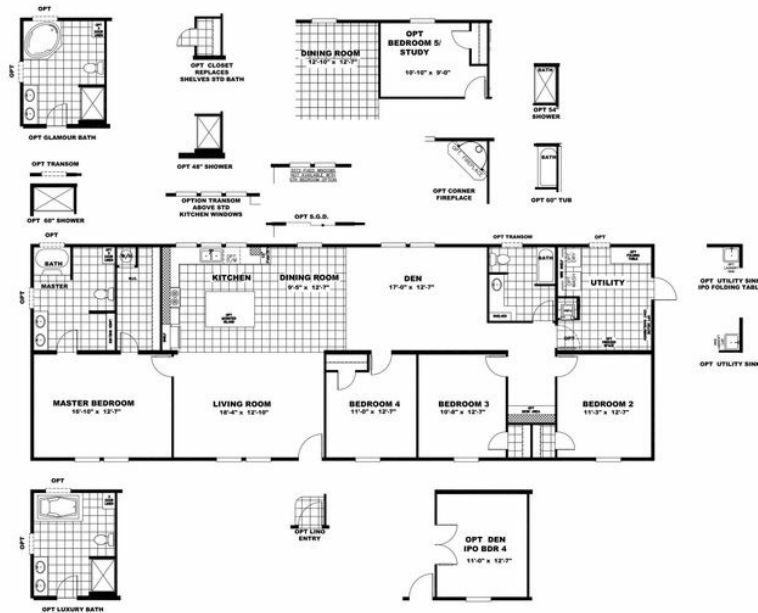 OPT
OPT
OPT GLAMOUR BATH
OPT CLOSET
REPLACES
SHELVES STD BATH
DINING ROOM
12'-10" x 12'-7"
OPT
BEDROOM 5/
STUDY
10'-10" x 9'-0"
BATH
OPT 54"
SHOWER
OPT TRANSOM
OPT 60" SHOWER
OPT 48" SHOWER
OPTION TRANSOM
ABOVE STD
KITCHEN WINDOWS
OPT S.G.D.
OPT FIREPLACE
OPT CORNER
FIREPLACE
BATH
OPT 60" TUB
OPT
OPT
BATH
MASTER
KITCHEN
DINING ROOM
9'-5" x 12'-7"
DEN
17'-0" x 12'-7"
OPT TRANSOM
BATH
OPT
UTILITY
OPT
OPT UTILITY SINK
IPO FOLDING TABLE
OPT UTILITY SINK
MASTER BEDROOM
16'-10" x 12'-7"
LIVING ROOM
18'-4" x 12'-10"
BEDROOM 4
11'-0" x 12'-7"
BEDROOM 3
10'-8" x 12'-7"
BEDROOM 2
11'-3" x 12'-7"
OPT
OPT
OPT LUXURY BATH
OPT LINO
ENTRY
OPT DEN
IPO BDR 4
11'-0" x 12'-7"